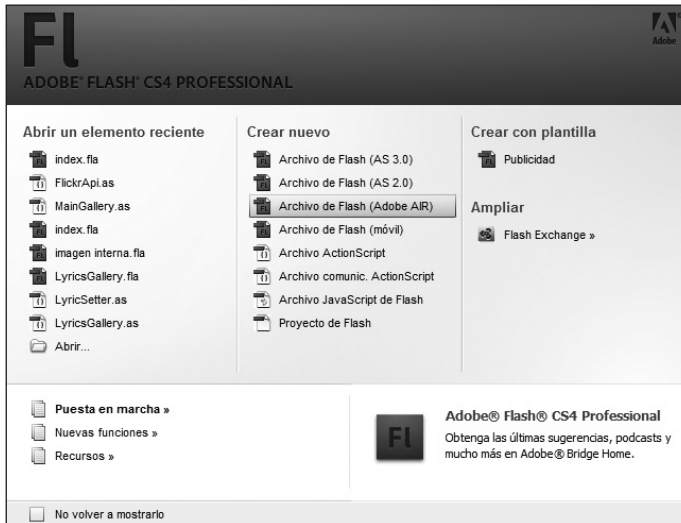 Fl
Adobe
ADOBE® FLASH® CS4 PROFESSIONAL
Abrir un elemento reciente
index.fla
FlickrApi.as
MainGallery.as
index.fla
imagen interna.fla
LyricsGallery.fla
LyricSetter.as
LyricsGallery.as
Abrir...
Crear nuevo
Archivo de Flash (AS 3.0)
Archivo de Flash (AS 2.0)
Archivo de Flash (Adobe AIR)
Archivo de Flash (móvil)
Archivo ActionScript
Archivo comunic. ActionScript
Archivo JavaScript de Flash
Proyecto de Flash
Crear con plantilla
Publicidad
Ampliar
Flash Exchange »
Puesta en marcha »
Nuevas funciones »
Recursos »
FL
Adobe® Flash® CS4 Professional
Obtenga las últimas sugerencias, podcasts y
mucho más en Adobe® Bridge Home.
No volver a mostrarlo